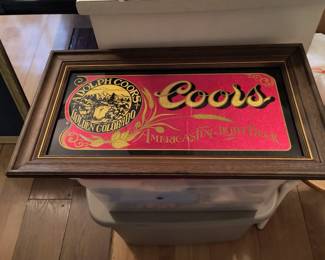 ADOLPH COORS
GOLDEN COLORADO
Coors
AMERICA'S FINE LIGHT BEER